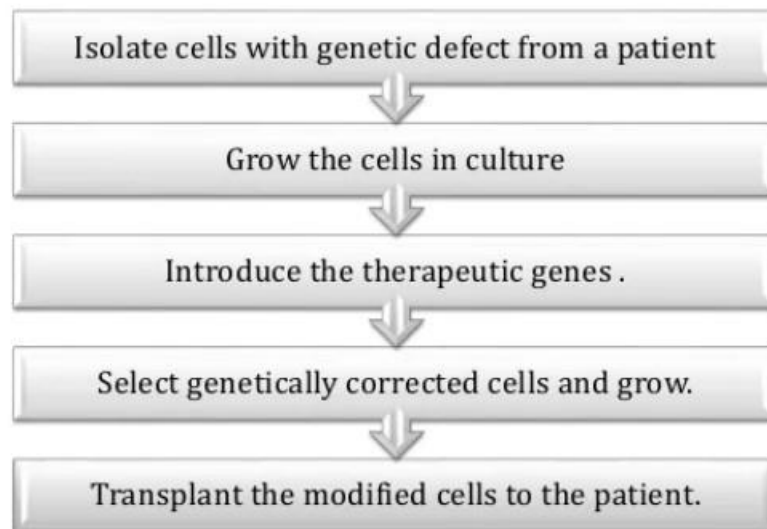 Isolate cells with genetic defect from a patient
Grow the cells in culture
Introduce the therapeutic genes .
Select genetically corrected cells and grow.
Transplant the modified cells to the patient.